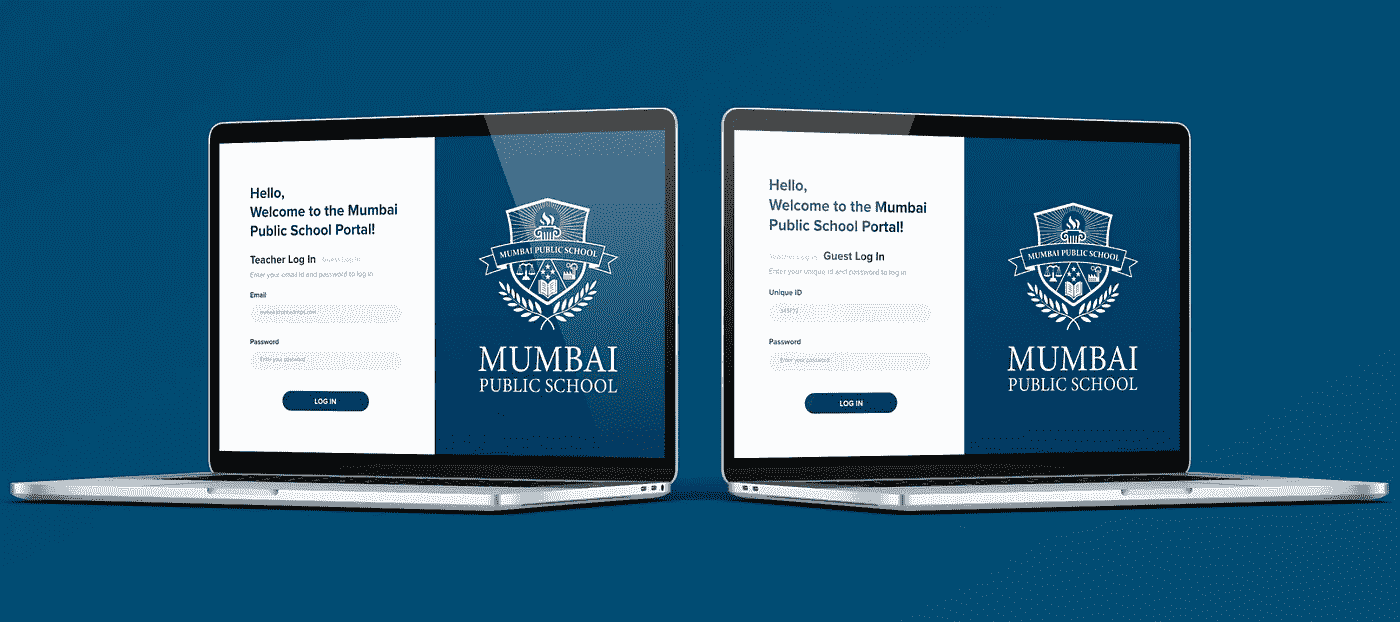 Hello,
Welcome to the Mumbai
Public School Portal!
Teacher Log In Guest Log In
Enter your email id and password to log in
Email
Password
Enter your password
LOG IN
MUMBAI PUBLIC SCHOOL
MUMBAI
PUBLIC SCHOOL
Hello,
Welcome to the Mumbai
Public School Portal!
Teacher Log In Guest Log In
Enter your unique id and password to log in
Unique ID
Password
Enter your password
LOG IN
MUMBAI PUBLIC SCHOOL
MUMBAI
PUBLIC SCHOOL